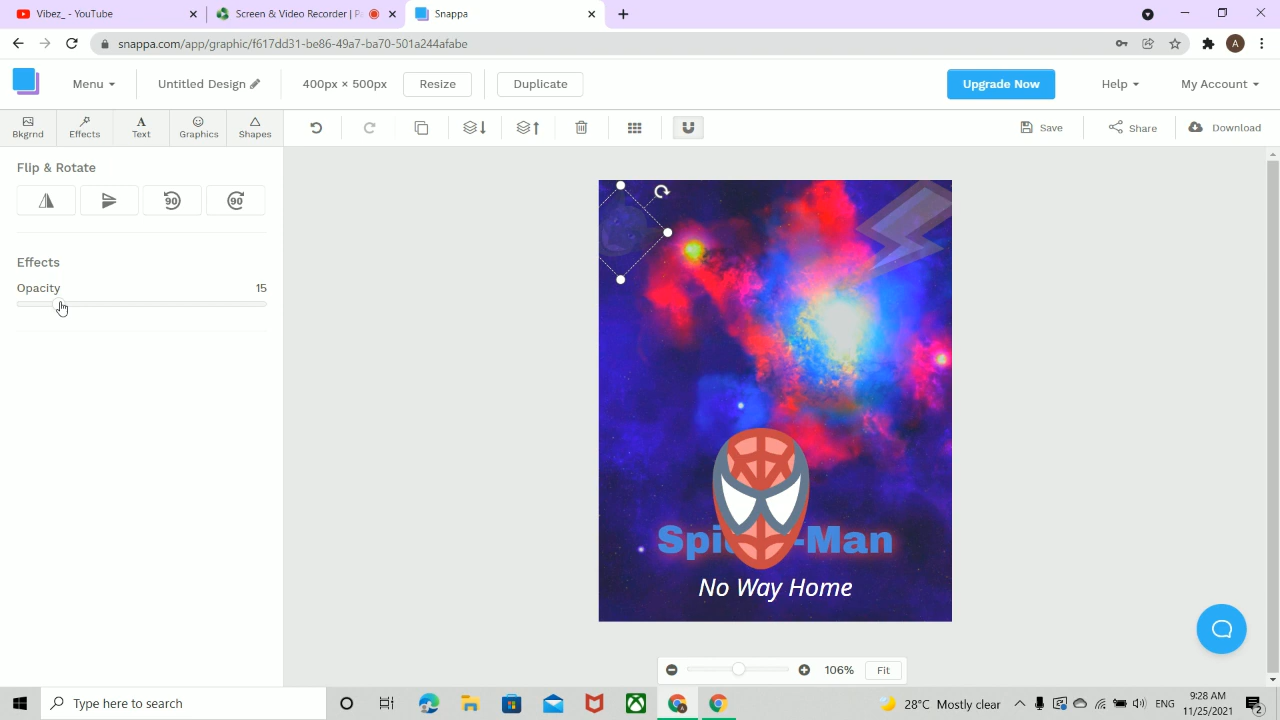 Vibez_ - YouTube
Screen & Video Recorder | P
Snappa
snappa.com/app/graphic/f617dd31-be86-49a7-ba70-501a244afabe
A
Menu
Untitled Design
400px × 500px
Resize
Duplicate
Upgrade Now
Help
My Account
Bkgrnd
Effects
Text
Graphics
Shapes
Save
Share
Download
Flip & Rotate
90
90
Effects
Opacity
15
No Way Home
106%
Fit
Type here to search
28°C Mostly clear
ENG
9:28 AM
11/25/2021
2